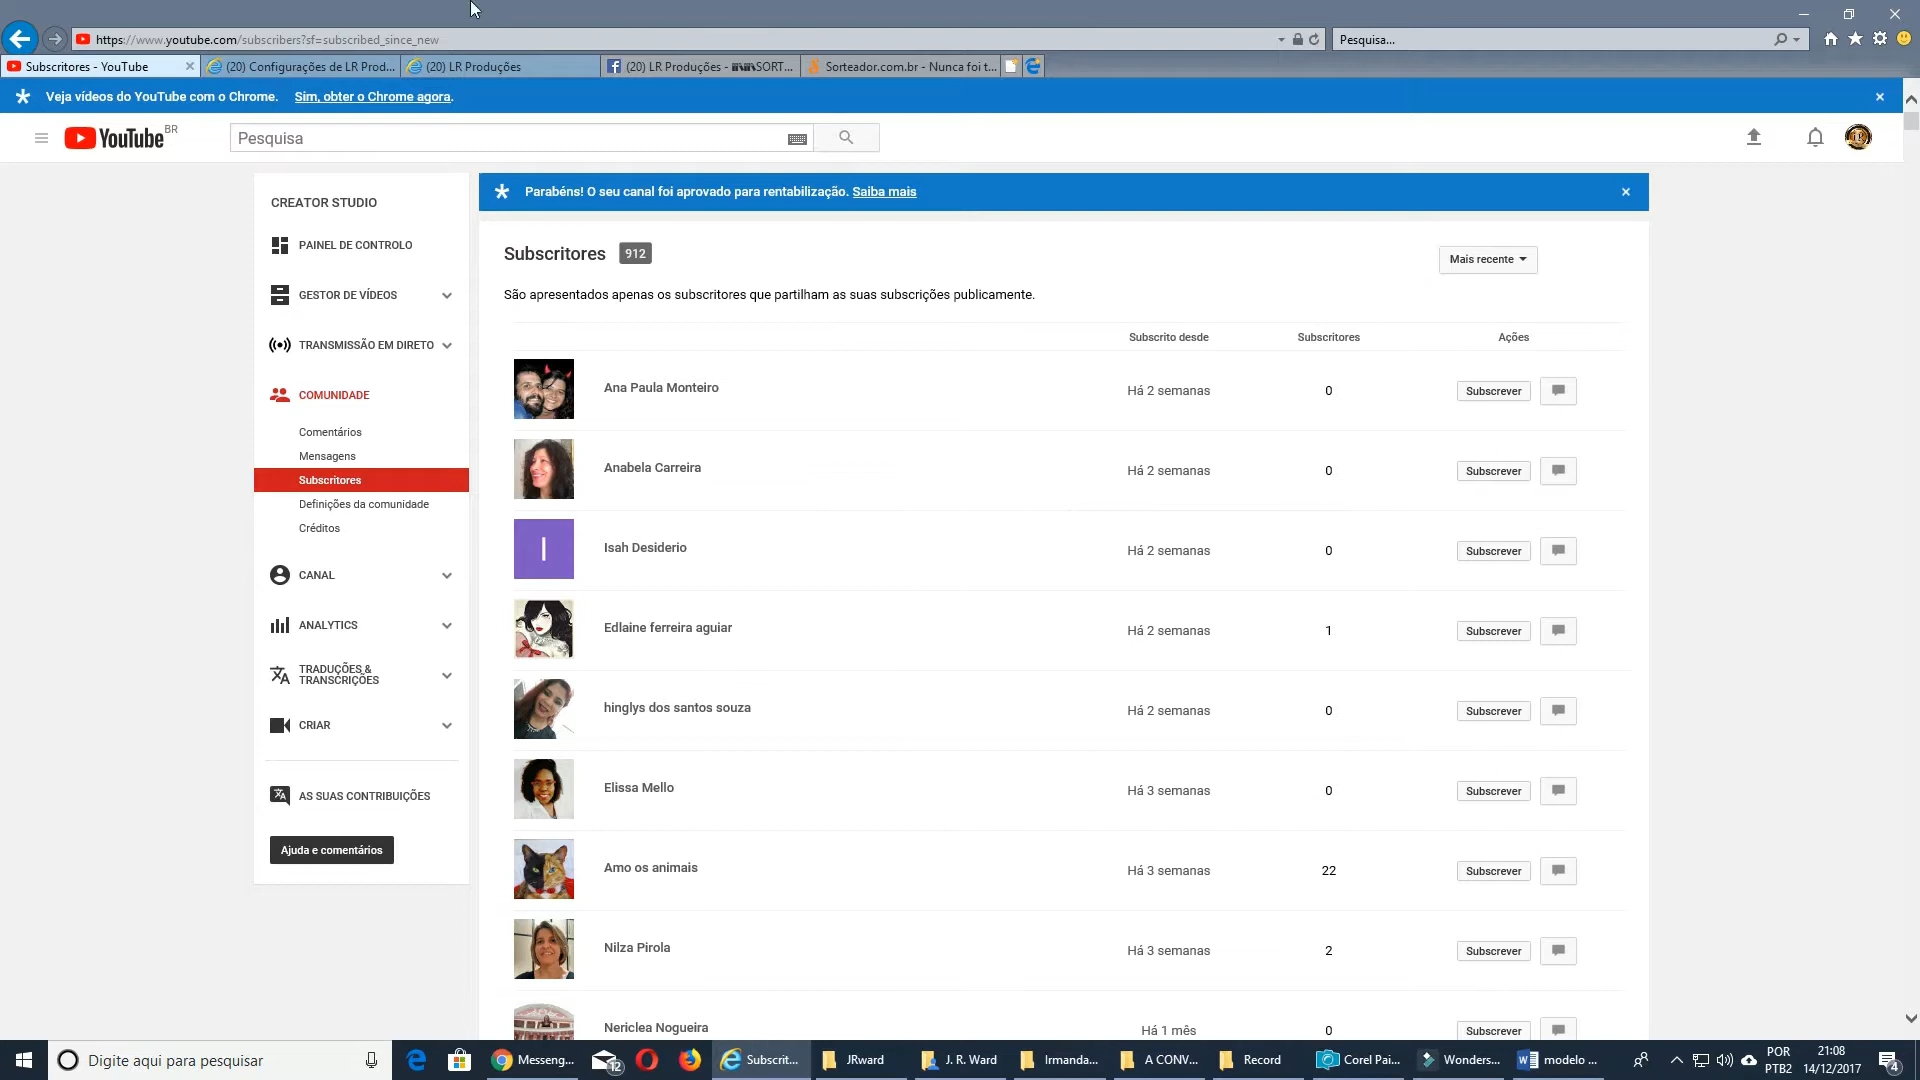 https://www.youtube.com/subscribers?sf=subscribed_since_new
Pesquisa...
Subscritores - YouTube
(20) Configurações de LR Prod...
(20) LR Produções
(20) LR Produções - SORT...
Sorteador.com.br - Nunca foi t...
Veja vídeos do YouTube com o Chrome. Sim, obter o Chrome agora.
YouTube BR
Pesquisa
CREATOR STUDIO
PAINEL DE CONTROLO
GESTOR DE VÍDEOS
TRANSMISSÃO EM DIRETO
COMUNIDADE
Comentários
Mensagens
Subscritores
Definições da comunidade
Créditos
CANAL
ANALYTICS
TRADUÇÕES &
TRANSCRIÇÕES
CRIAR
AS SUAS CONTRIBUIÇÕES
Ajuda e comentários
Parabéns! O seu canal foi aprovado para rentabilização. Saiba mais
Subscritores 912
Mais recente
São apresentados apenas os subscritores que partilham as suas subscrições publicamente.
Subscrito desde Subscritores Ações
Ana Paula Monteiro Há 2 semanas 0 Subscrever
Anabela Carreira Há 2 semanas 0 Subscrever
I Isah Desiderio Há 2 semanas 0 Subscrever
Edlaine ferreira aguiar Há 2 semanas 1 Subscrever
hinglys dos santos souza Há 2 semanas 0 Subscrever
Elissa Mello Há 3 semanas 0 Subscrever
Amo os animais Há 3 semanas 22 Subscrever
Nilza Pirola Há 3 semanas 2 Subscrever
Nericlea Nogueira Há 1 mês 0 Subscrever
Digite aqui para pesquisar
Messeng...
12
Subscrit...
JRward
J. R. Ward
Irmanda...
A CONV...
Record
Corel Pai...
Wonders...
modelo ...
POR
PTB2
21:08
14/12/2017
4